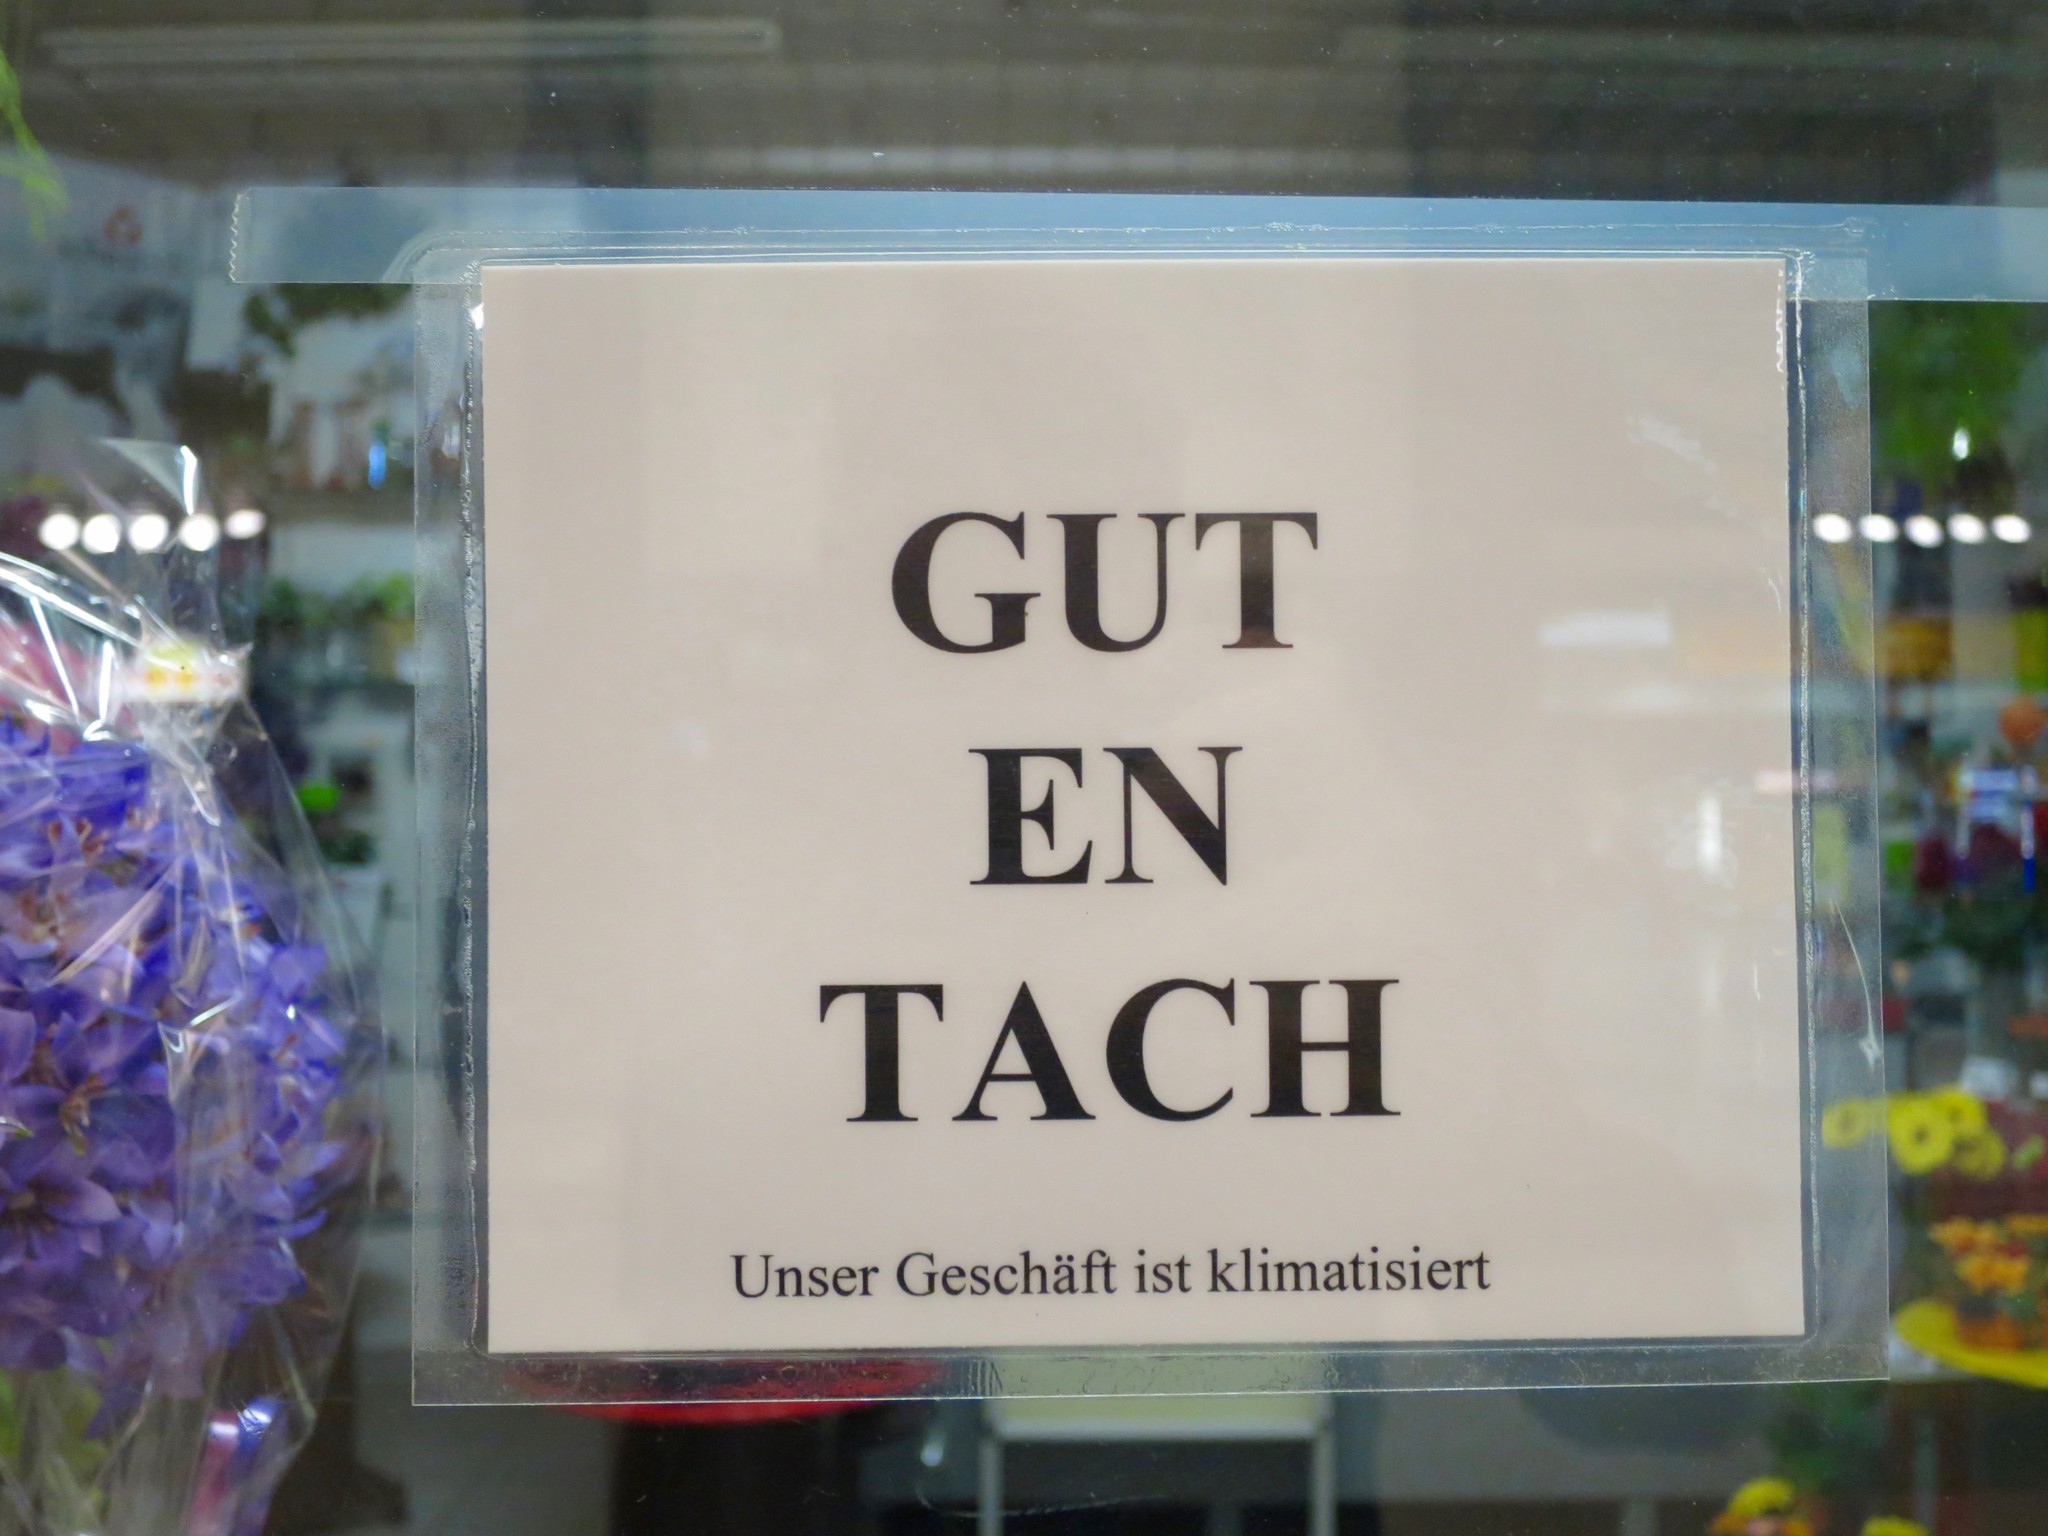 GUT
EN
TACH
Unser Geschäft ist klimatisiert